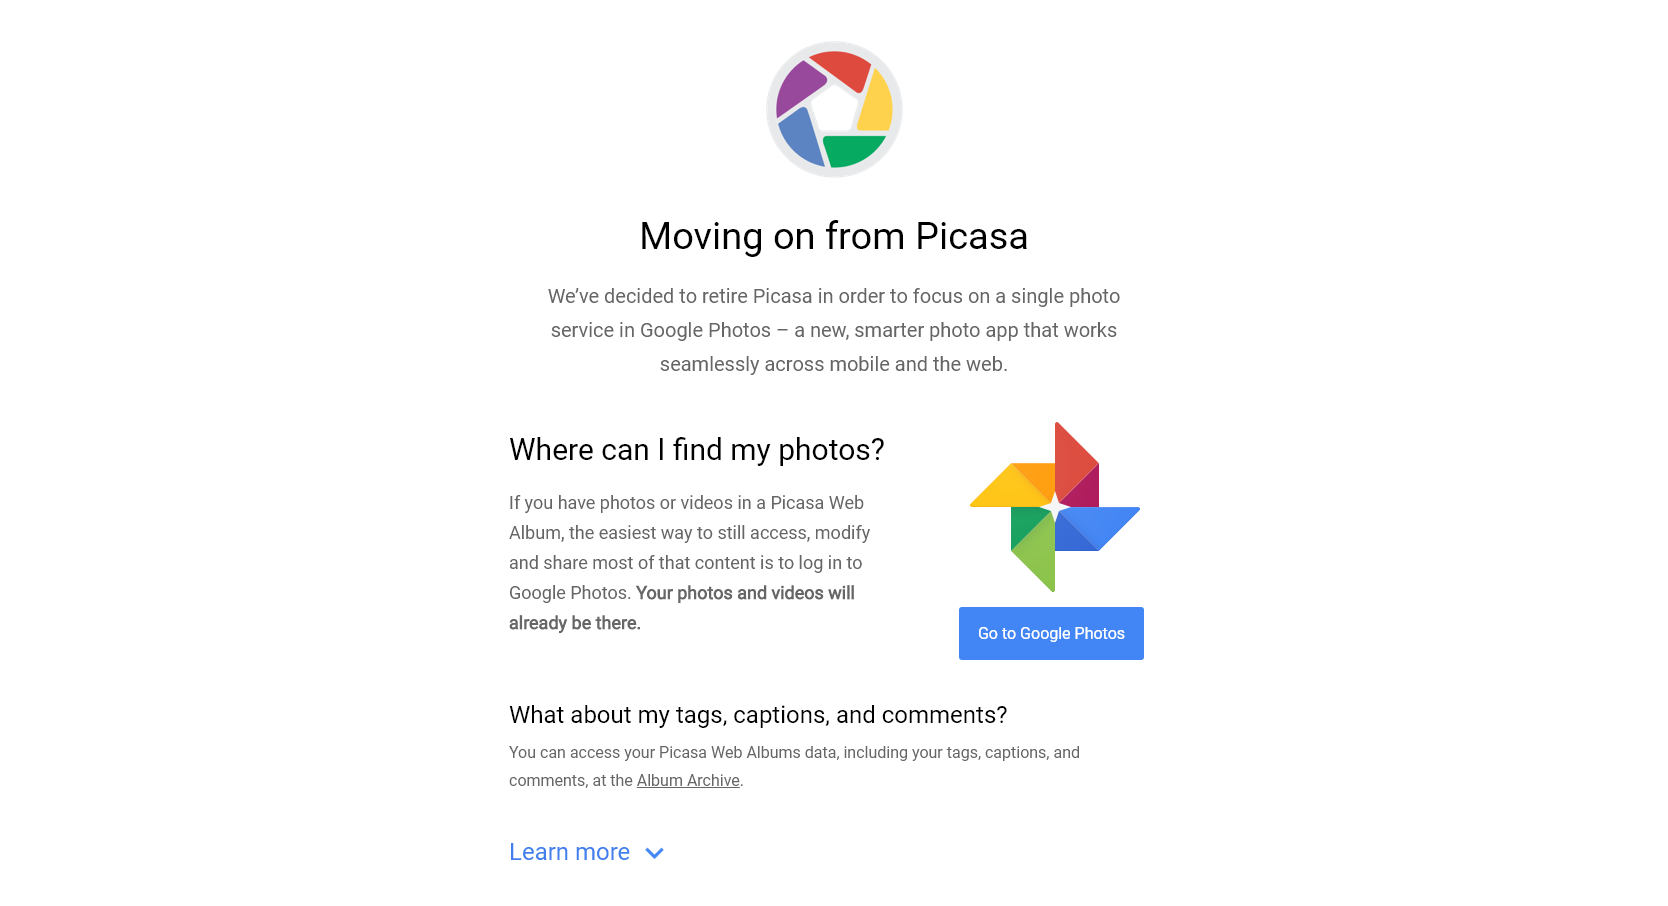 Moving on from Picasa
We’ve decided to retire Picasa in order to focus on a single photo
service in Google Photos – a new, smarter photo app that works
seamlessly across mobile and the web.
Where can I find my photos?
If you have photos or videos in a Picasa Web
Album, the easiest way to still access, modify
and share most of that content is to log in to
Google Photos. Your photos and videos will
already be there.
Go to Google Photos
What about my tags, captions, and comments?
You can access your Picasa Web Albums data, including your tags, captions, and
comments, at the Album Archive.
Learn more